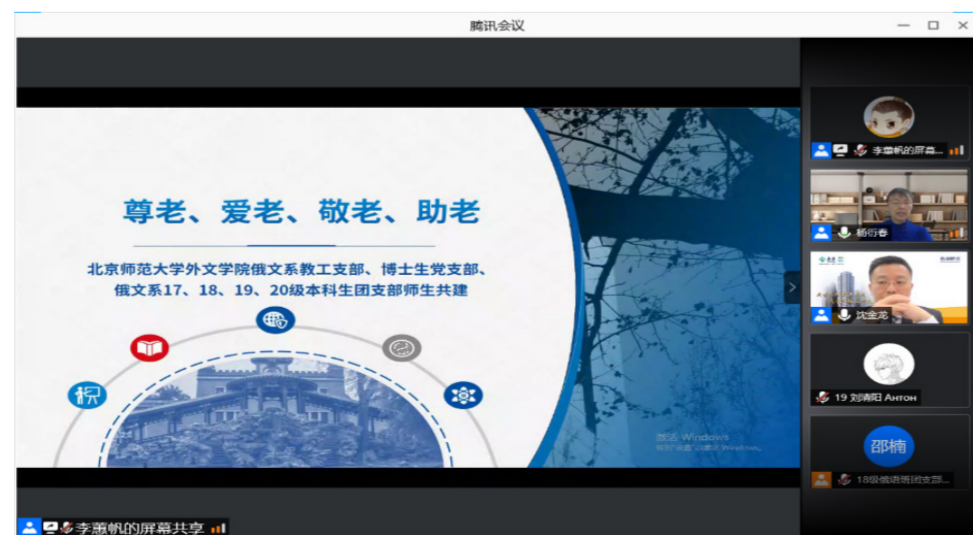 腾讯会议
尊老、爱老、敬老、助老
北京师范大学外文学院俄文系教工支部、博士生党支部、
俄文系17、18、19、20级本科生团支部师生共建
激活 Windows
李蕙帆的屏幕...
杨衍春
沈金龙
19 刘清阳 Антон
邵楠
18级俄语班团支部...
李蕙帆的屏幕共享